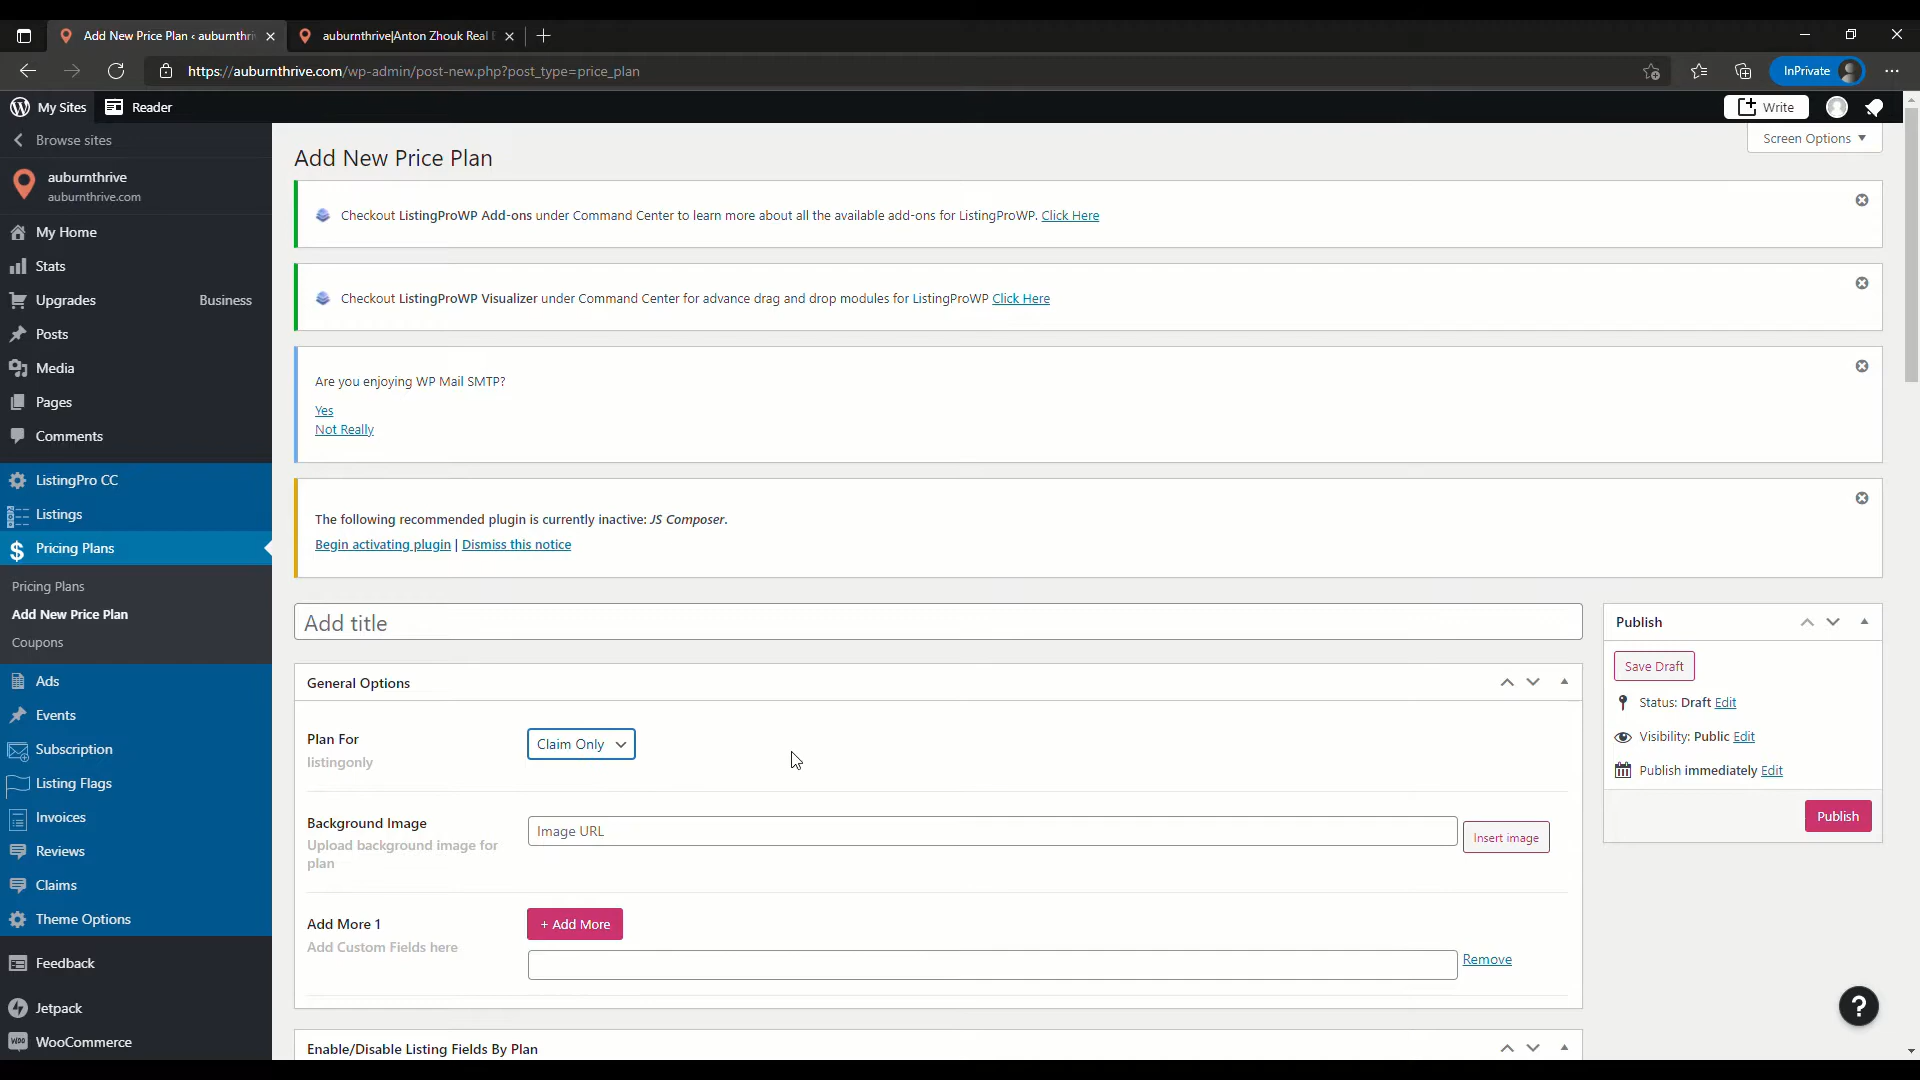 Add New Price Plan ‹ auburnthri
auburnthrive|Anton Zhouk Real E
https://auburnthrive.com/wp-admin/post-new.php?post_type=price_plan
InPrivate
My Sites
Reader
Write
Browse sites
auburnthrive
auburnthrive.com
My Home
Stats
Upgrades
Business
Posts
Media
Pages
Comments
ListingPro CC
Listings
Pricing Plans
Pricing Plans
Add New Price Plan
Coupons
Ads
Events
Subscription
Listing Flags
Invoices
Reviews
Claims
Theme Options
Feedback
Jetpack
WooCommerce
Screen Options
Add New Price Plan
Checkout ListingProWP Add-ons under Command Center to learn more about all the available add-ons for ListingProWP. Click Here
Checkout ListingProWP Visualizer under Command Center for advance drag and drop modules for ListingProWP Click Here
Are you enjoying WP Mail SMTP?
Yes
Not Really
The following recommended plugin is currently inactive: JS Composer.
Begin activating plugin | Dismiss this notice
Add title
General Options
Plan For
listingonly
Claim Only
Background Image
Upload background image for
plan
Image URL
Insert image
Add More 1
Add Custom Fields here
+ Add More
Remove
Enable/Disable Listing Fields By Plan
Publish
Save Draft
Status: Draft Edit
Visibility: Public Edit
Publish immediately Edit
Publish
?